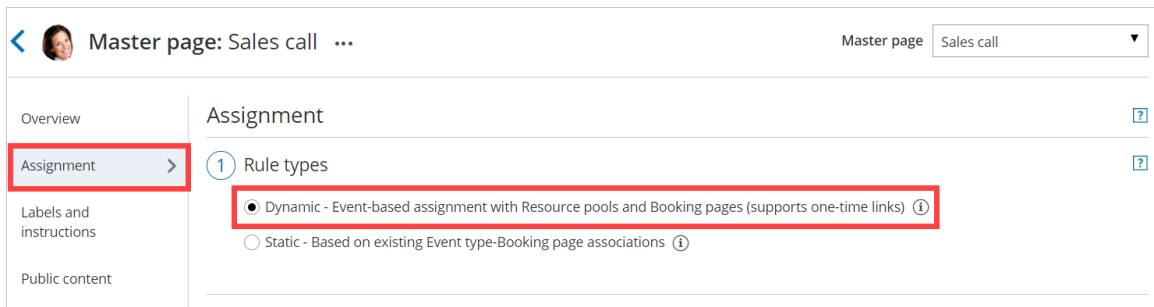 Master page: Sales call ...
Master page Sales call
Overview
Assignment
Labels and
instructions
Public content
Assignment
?
1 Rule types
?
Dynamic - Event-based assignment with Resource pools and Booking pages (supports one-time links) i
Static - Based on existing Event type-Booking page associations i